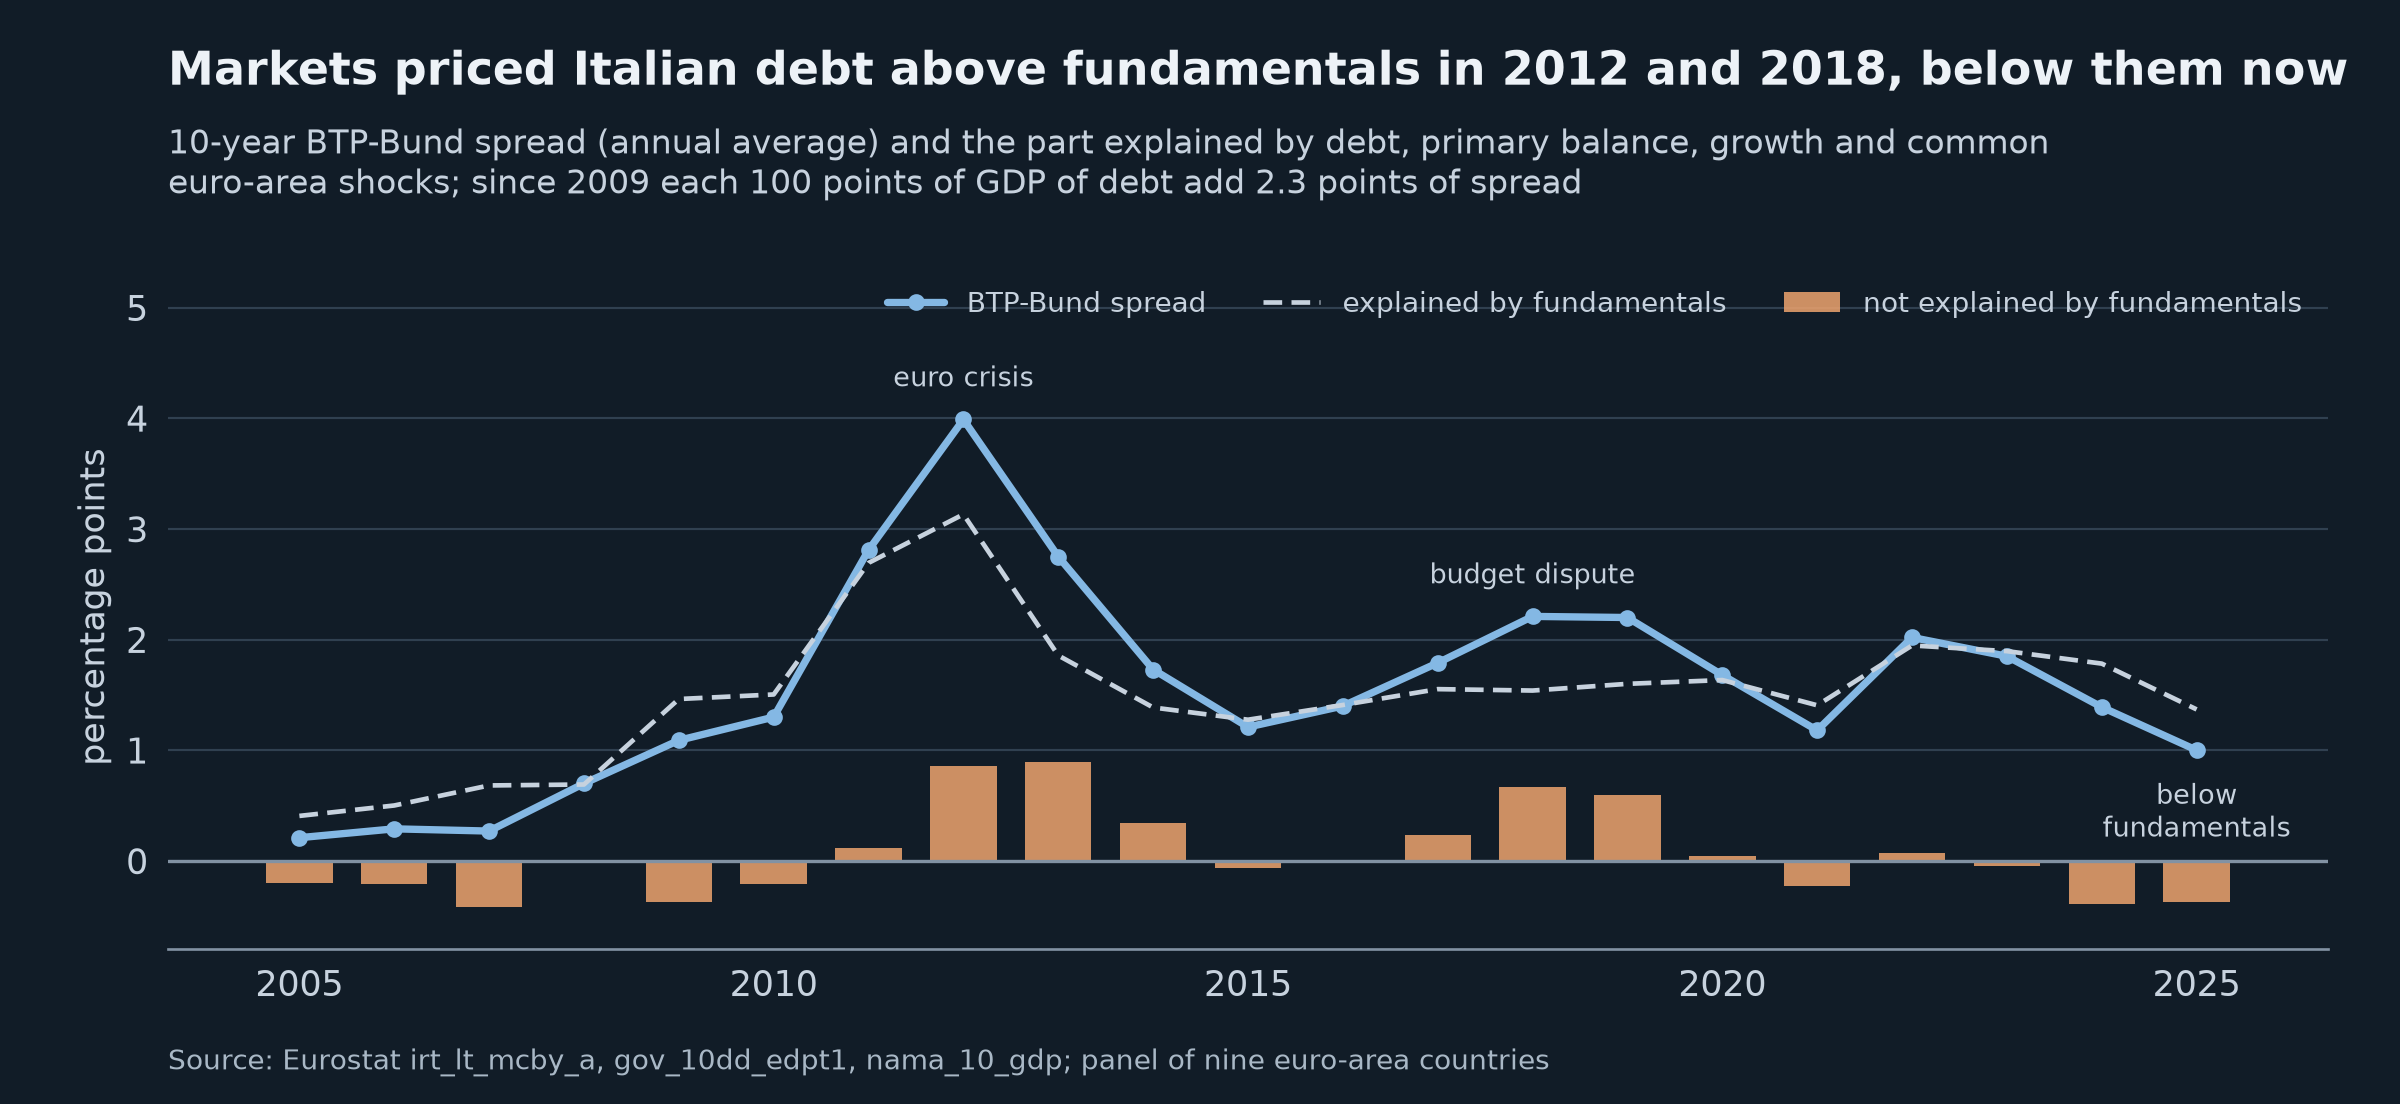 Markets priced Italian debt above fundamentals in 2012 and 2018, below them now
10-year BTP-Bund spread (annual average) and the part explained by debt, primary balance, growth and common
euro-area shocks; since 2009 each 100 points of GDP of debt add 2.3 points of spread
BTP-Bund spread
explained by fundamentals
not explained by fundamentals
percentage points
5
4
3
2
1
0
euro crisis
budget dispute
below
fundamentals
2005
2010
2015
2020
2025
Source: Eurostat irt_lt_mcby_a, gov_10dd_edpt1, nama_10_gdp; panel of nine euro-area countries